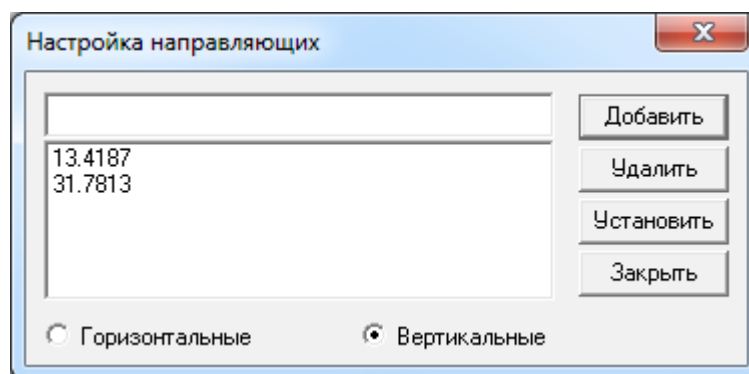 Настройка направляющих
Добавить
13.4187
31.7813
Удалить
Установить
Закрыть
Горизонтальные
Вертикальные